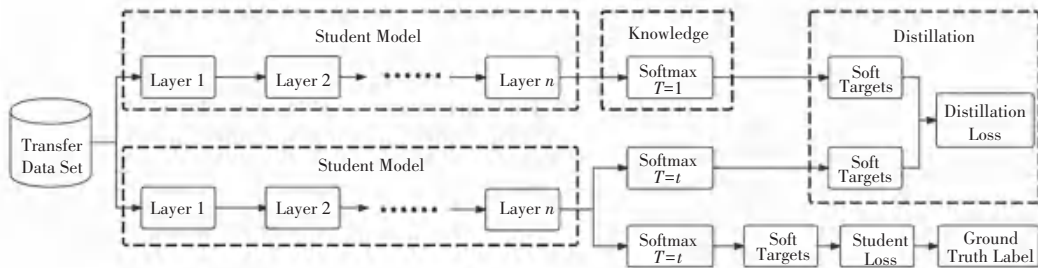 Student Model
Knowledge
Distillation
Layer 1
Layer 2
......
Layer n
Softmax
T=1
Soft
Targets
Transfer
Data Set
Distillation
Loss
Student Model
Softmax
T=t
Soft
Targets
Layer 1
Layer 2
......
Layer n
Softmax
T=t
Soft
Targets
Student
Loss
Ground
Truth Label